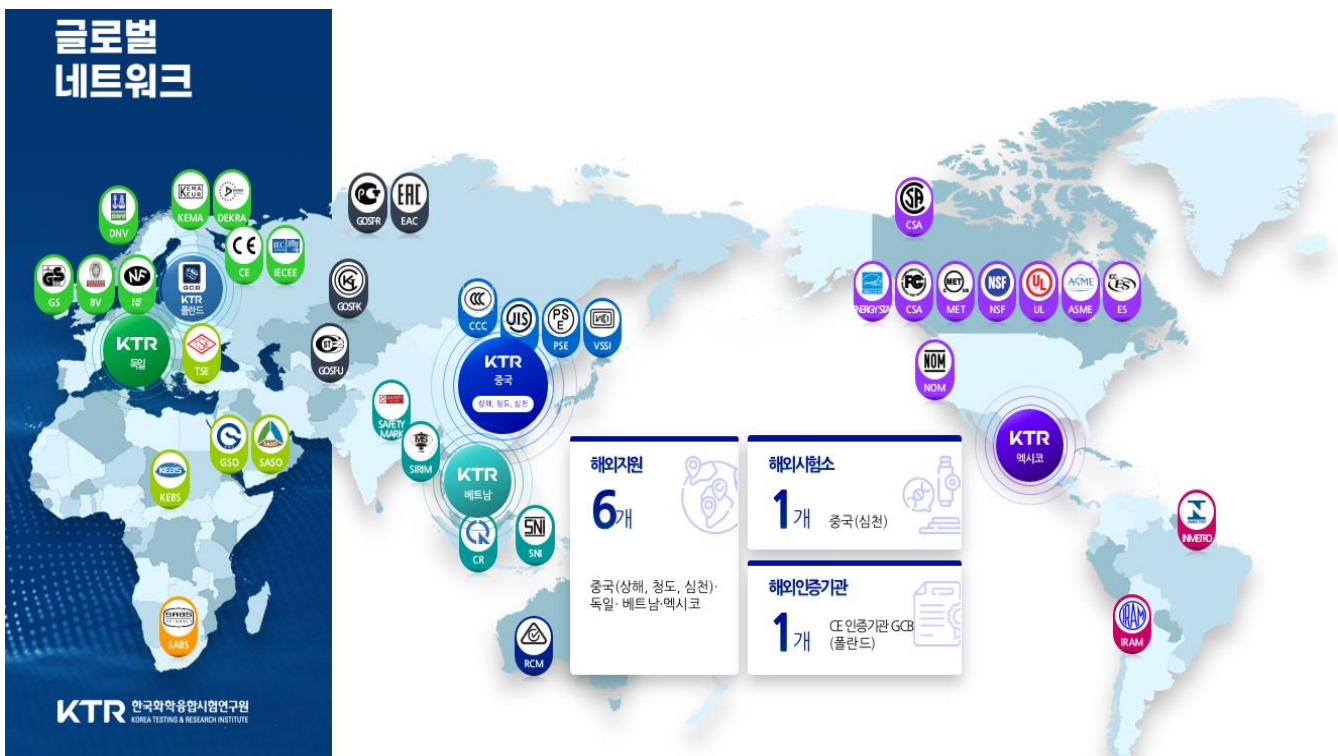 글로벌
네트워크
DNV
KEMA
DEKRA
GS
BV
NF
CE
IECEE
KTR
폴란드
KTR
독일
TSE
GOST-R
EAC
GOST-K
GOST-U
CCC
JIS
PSE
VSSI
KTR
중국
상해, 청도, 심천
SAFETY
MARK
SIRIM
KTR
베트남
CR
SNI
GSO
SASO
KEBS
SABS
RCM
CSA
ENERGY STA
CSA
MET
NSF
UL
ASME
ES
NOM
KTR
멕시코
INMETRO
IRAM
해외지원
6개
중국(상해, 청도, 심천)·
독일· 베트남·멕시코
해외시험소
1개 중국(심천)
해외인증기관
1개 CE 인증기관 GCB
(폴란드)
KTR 한국화학융합시험연구원
KOREA TESTING & RESEARCH INSTITUTE